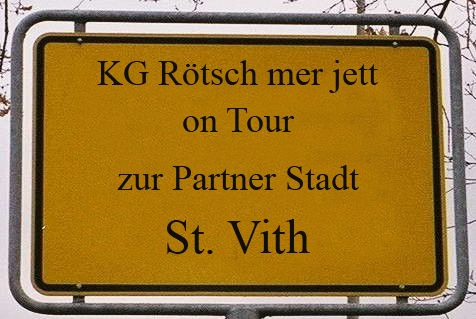 KG Rötsch mer jett
on Tour
zur Partner Stadt
St. Vith